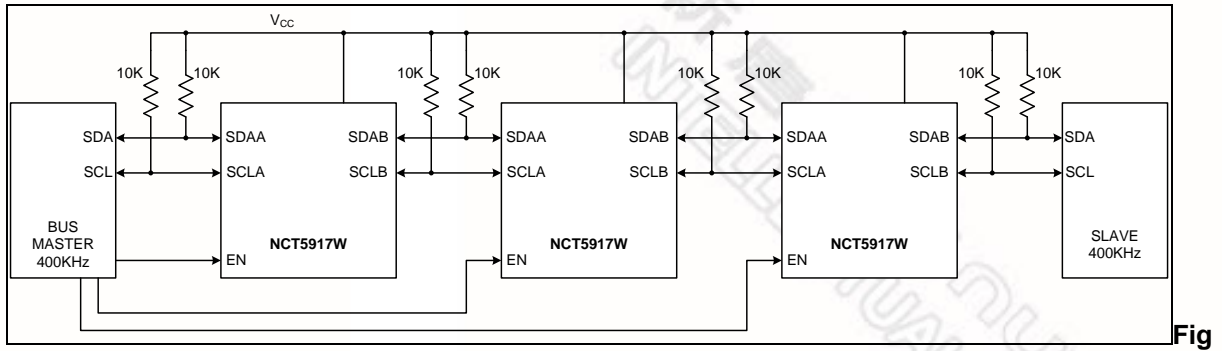 VCC
10K 10K 10K 10K 10K 10K 10K 10K
SDA SDAA SDAB SDAA SDAB SDAA SDAB SDA
SCL SCLA SCLB SCLA SCLB SCLA SCLB SCL
BUS
MASTER
400KHz
NCT5917W
NCT5917W
NCT5917W
SLAVE
400KHz
EN EN EN
Fig